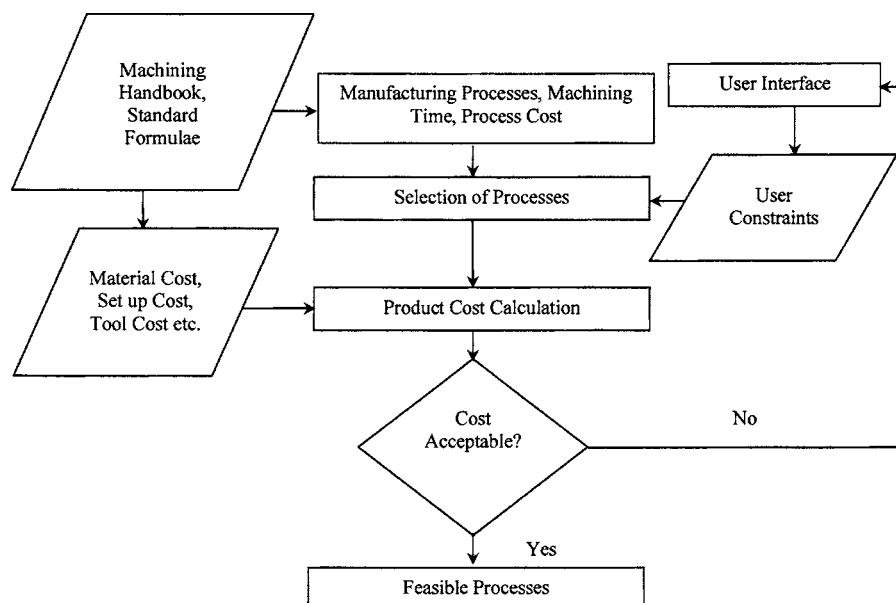 Machining
Handbook,
Standard
Formulae
Manufacturing Processes, Machining
Time, Process Cost
User Interface
Selection of Processes
User
Constraints
Material Cost,
Set up Cost,
Tool Cost etc.
Product Cost Calculation
Cost
Acceptable?
No
Yes
Feasible Processes